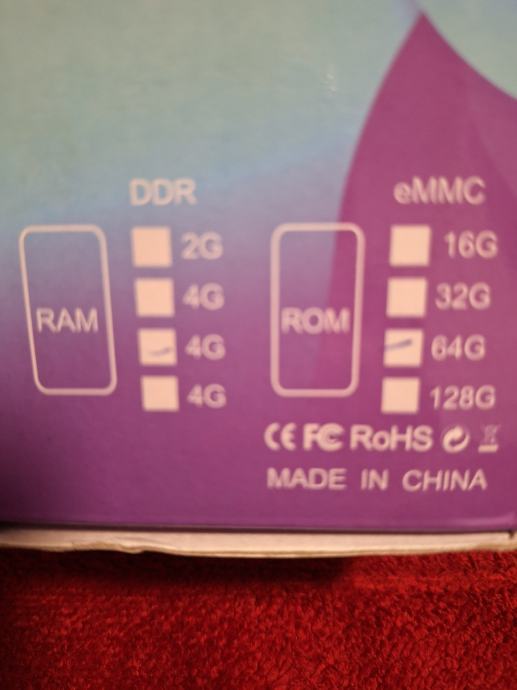 DDR eMMC
2G 16G
4G 32G
RAM 4G ROM 64G
4G 128G
CE FC RoHS
MADE IN CHINA